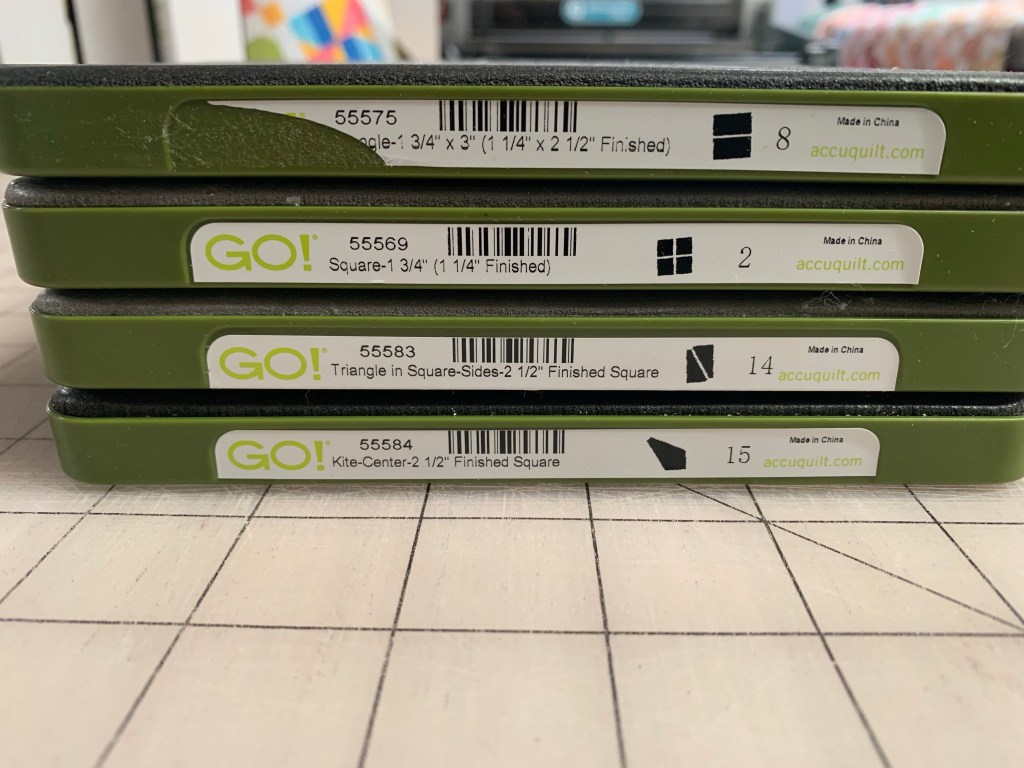 55575
1 3/4" x 3" (1 1/4" x 2 1/2" Finished)
8
Made in China
accuquilt.com
GO!
55569
Square-1 3/4" (1 1/4" Finished)
2
Made in China
accuquilt.com
GO!
55583
Triangle in Square-Sides-2 1/2" Finished Square
14
Made in China
accuquilt.com
GO!
55584
Kite-Center-2 1/2" Finished Square
15
Made in China
accuquilt.com